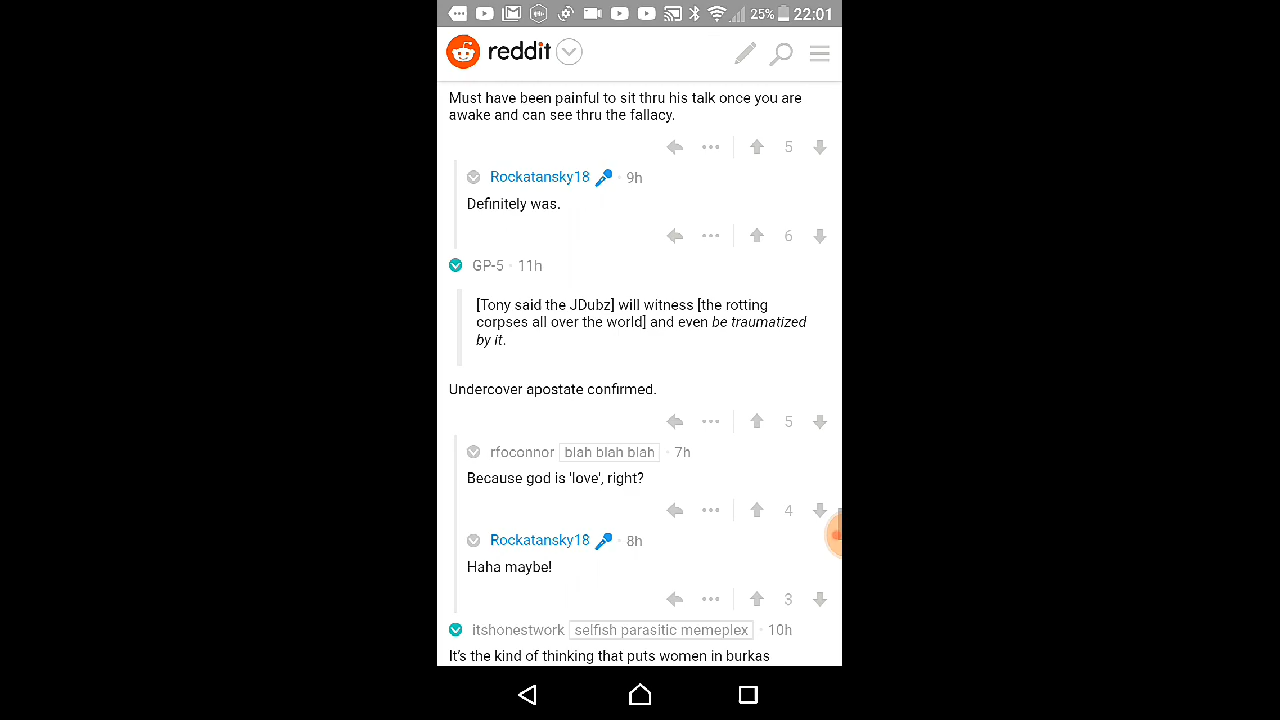 25% 22:01
reddit
Must have been painful to sit thru his talk once you are
awake and can see thru the fallacy.
5
Rockatansky18 · 9h
Definitely was.
6
GP-5 · 11h
[Tony said the JDubz] will witness [the rotting
corpses all over the world] and even be traumatized
by it.
Undercover apostate confirmed.
5
rfoconnor blah blah blah · 7h
Because god is 'love', right?
4
Rockatansky18 · 8h
Haha maybe!
3
itshonestwork selfish parasitic memeplex · 10h
It's the kind of thinking that puts women in burkas